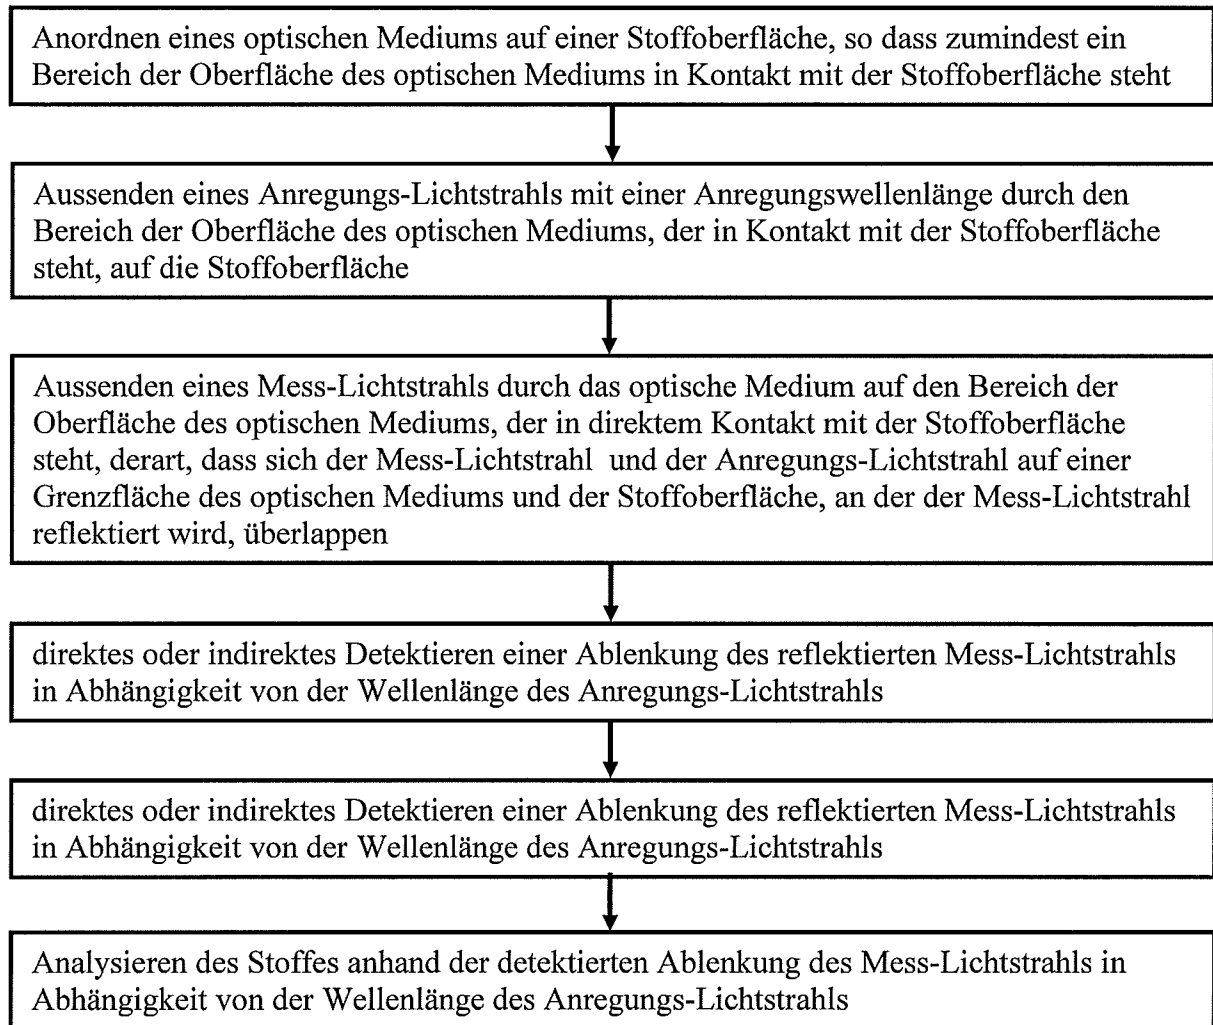 Anordnen eines optischen Mediums auf einer Stoffoberfläche, so dass zumindest ein
Bereich der Oberfläche des optischen Mediums in Kontakt mit der Stoffoberfläche steht
Aussenden eines Anregungs-Lichtstrahls mit einer Anregungswellenlänge durch den
Bereich der Oberfläche des optischen Mediums, der in Kontakt mit der Stoffoberfläche
steht, auf die Stoffoberfläche
Aussenden eines Mess-Lichtstrahls durch das optische Medium auf den Bereich der
Oberfläche des optischen Mediums, der in direktem Kontakt mit der Stoffoberfläche
steht, derart, dass sich der Mess-Lichtstrahl und der Anregungs-Lichtstrahl auf einer
Grenzfläche des optischen Mediums und der Stoffoberfläche, an der der Mess-Lichtstrahl
reflektiert wird, überlappen
direktes oder indirektes Detektieren einer Ablenkung des reflektierten Mess-Lichtstrahls
in Abhängigkeit von der Wellenlänge des Anregungs-Lichtstrahls
direktes oder indirektes Detektieren einer Ablenkung des reflektierten Mess-Lichtstrahls
in Abhängigkeit von der Wellenlänge des Anregungs-Lichtstrahls
Analysieren des Stoffes anhand der detektierten Ablenkung des Mess-Lichtstrahls in
Abhängigkeit von der Wellenlänge des Anregungs-Lichtstrahls